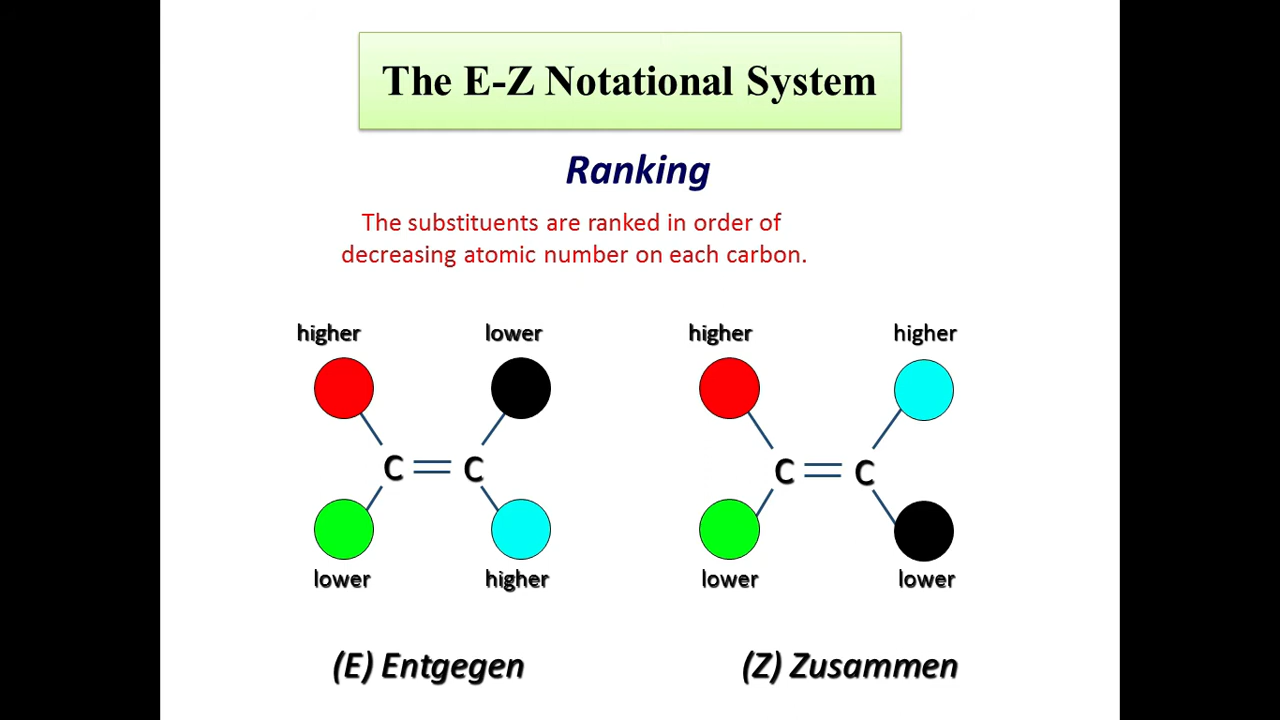 The E-Z Notational System
Ranking
The substituents are ranked in order of
decreasing atomic number on each carbon.
higher lower higher higher
C = C C = C
lower higher lower lower
(E) Entgegen (Z) Zusammen